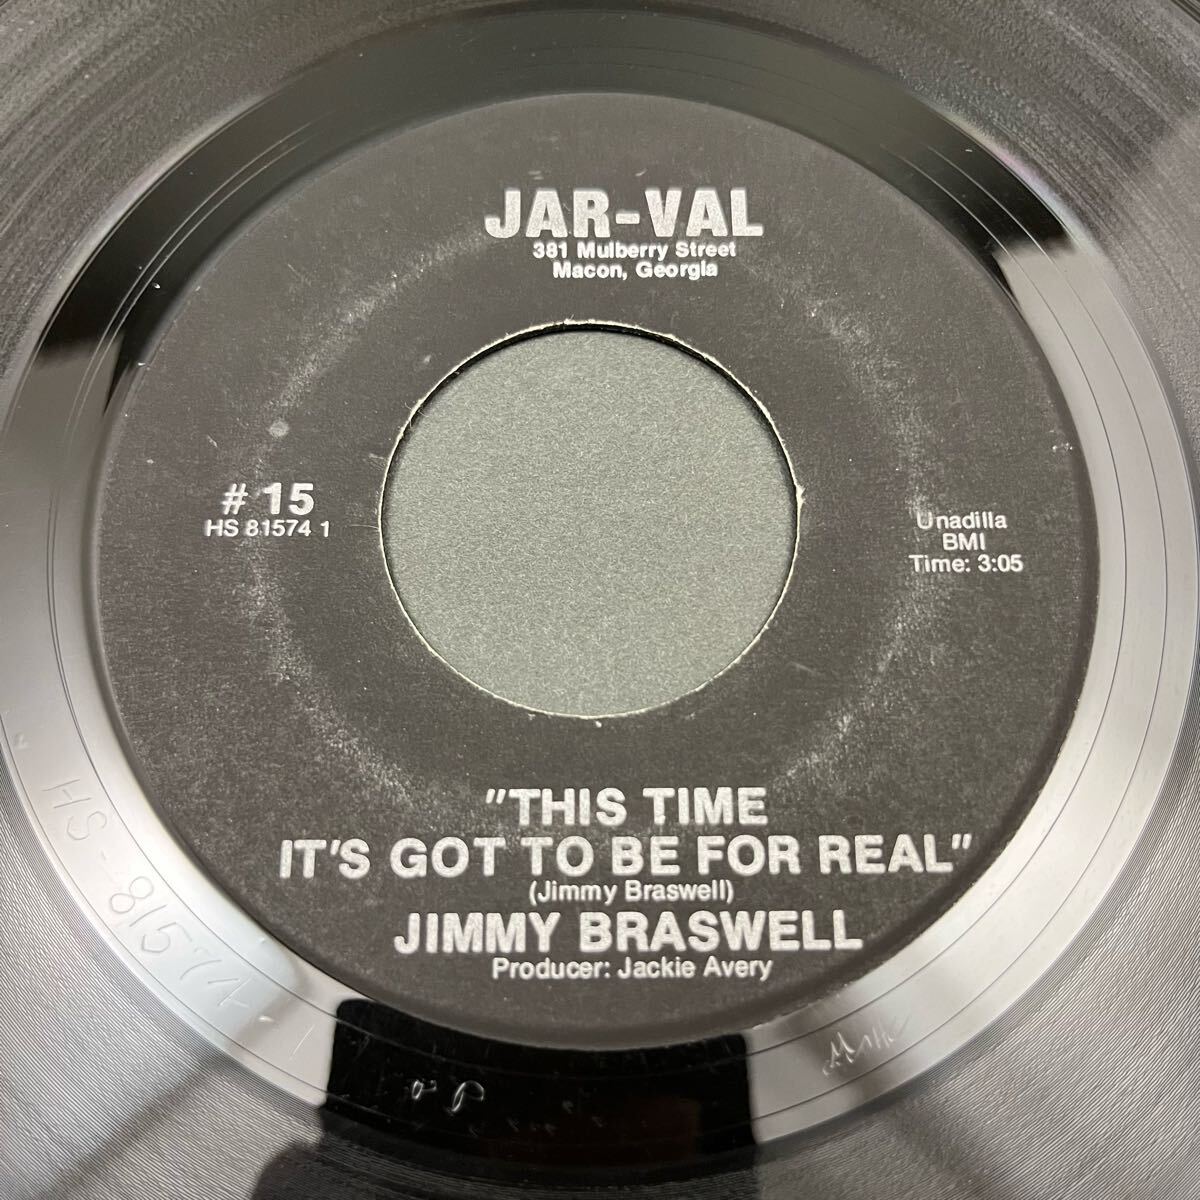 JAR-VAL
381 Mulberry Street
Macon, Georgia
# 15
HS 81574 1
Unadilla
BMI
Time: 3:05
"THIS TIME
IT'S GOT TO BE FOR REAL"
(Jimmy Braswell)
JIMMY BRASWELL
Producer: Jackie Avery
HS-81574-1